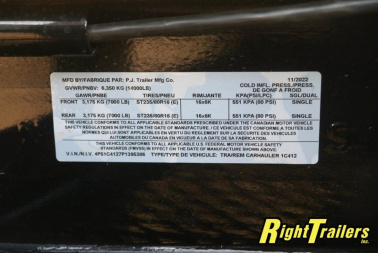 MFD BY/FABRIQUE PAR: P.J. Trailer Mfg Co. 11/2022
GVWR/PNBV: 6,350 KG (14000LB) COLD INFL. PRESS./PRESS.
DE GONF A FROID
GAWR/PNBE TIRES/PNEU RIM/JANTE KPA(PSI/LPC) SGL/DUAL
FRONT 3,175 KG (7000 LB) ST235/80R16 (E) 16x6K 551 KPA (80 PSI) SINGLE
REAR 3,175 KG (7000 LB) ST235/80R16 (E) 16x6K 551 KPA (80 PSI) SINGLE
THIS VEHICLE CONFORMS TO ALL APPLICABLE STANDARDS PRESCRIBED UNDER THE CANADIAN MOTOR VEHICLE
SAFETY REGULATIONS IN EFFECT ON THE DATE OF MANUFACTURE / CE VEHICULE EST CONFORME A TOUTES LES
NORMES QUI LUI SONT APPLICABLES EN VERTU DU REGLEMENT SUR LA SECURITE DES VEHICULES
AUTOMOBILES DU CANADA EN VIGUEUR A LA DATE DE SA FABRICATION
THIS VEHICLE CONFORMS TO ALL APPLICABLE U.S. FEDERAL MOTOR VEHICLE SAFETY
STANDARDS (FMVSS) IN EFFECT ON THE DATE OF MANUFACTURE SHOWN ABOVE.
V.I.N./N.I.V.: TYPE/TYPE DE VEHICULE: TRA/REM CARHAULER 1C412
RightTrailers
Inc.